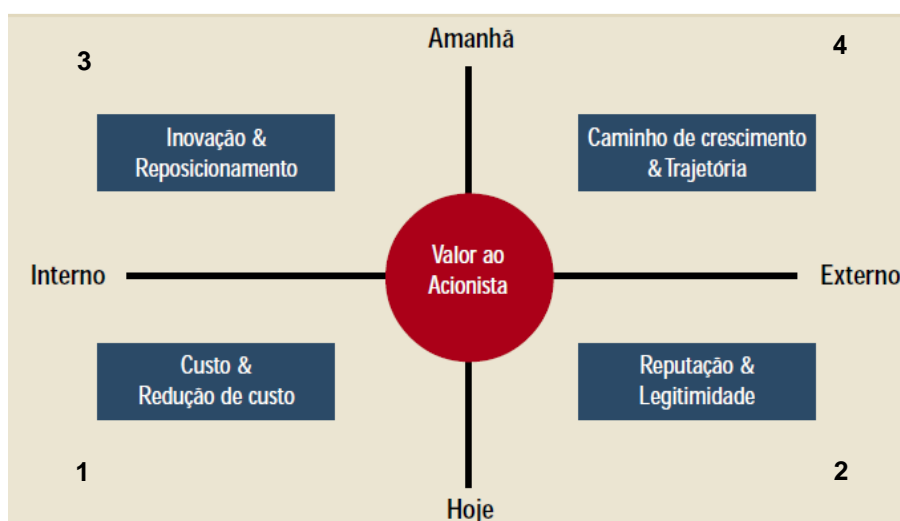 Amanhã
3
4
Inovação &
Reposicionamento
Caminho de crescimento
& Trajetória
Interno
Valor ao
Acionista
Externo
Custo &
Redução de custo
Reputação &
Legitimidade
1
2
Hoje